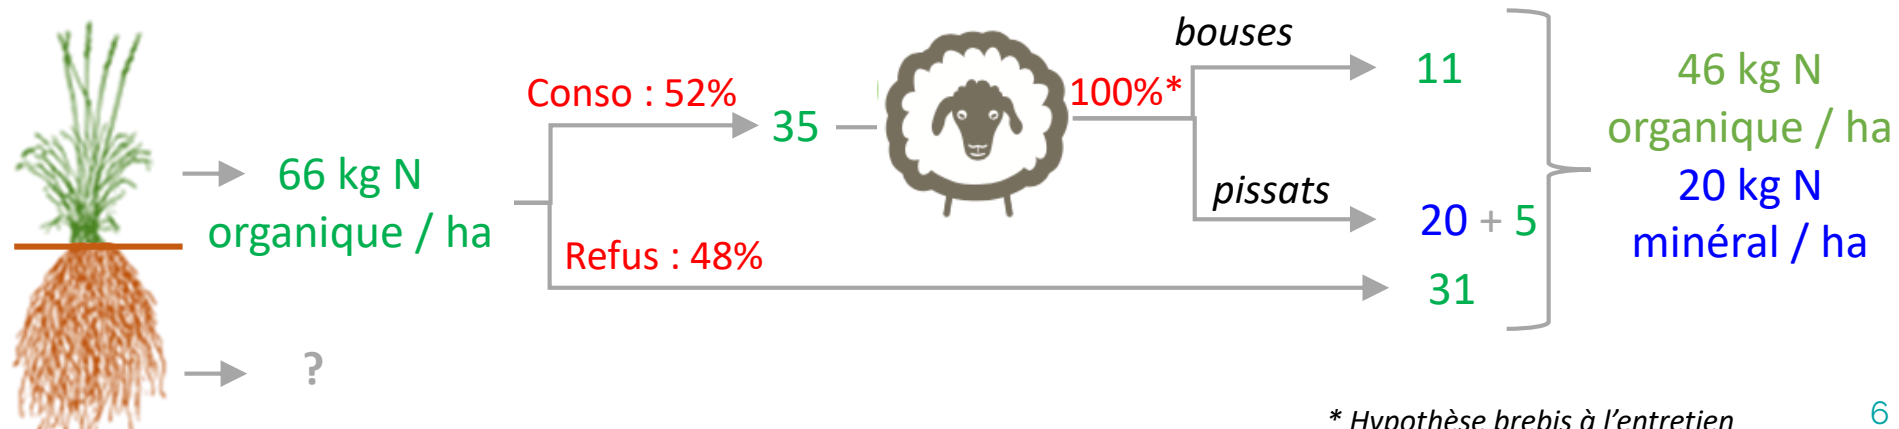 bouses
11
46 kg N
organique / ha
20 kg N
minéral / ha
Conso : 52%
35
100%*
66 kg N
organique / ha
pissats
20 + 5
Refus : 48%
31
?
* Hypothèse brebis à l'entretien
6